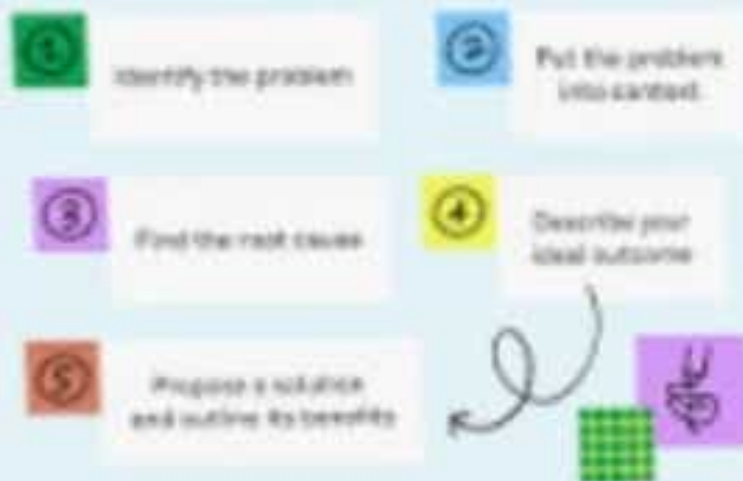 1
Identify the problem
2
Put the problem
into context
3
Find the root cause
4
Describe your
ideal outcome
5
Propose a solution
and outline its benefits